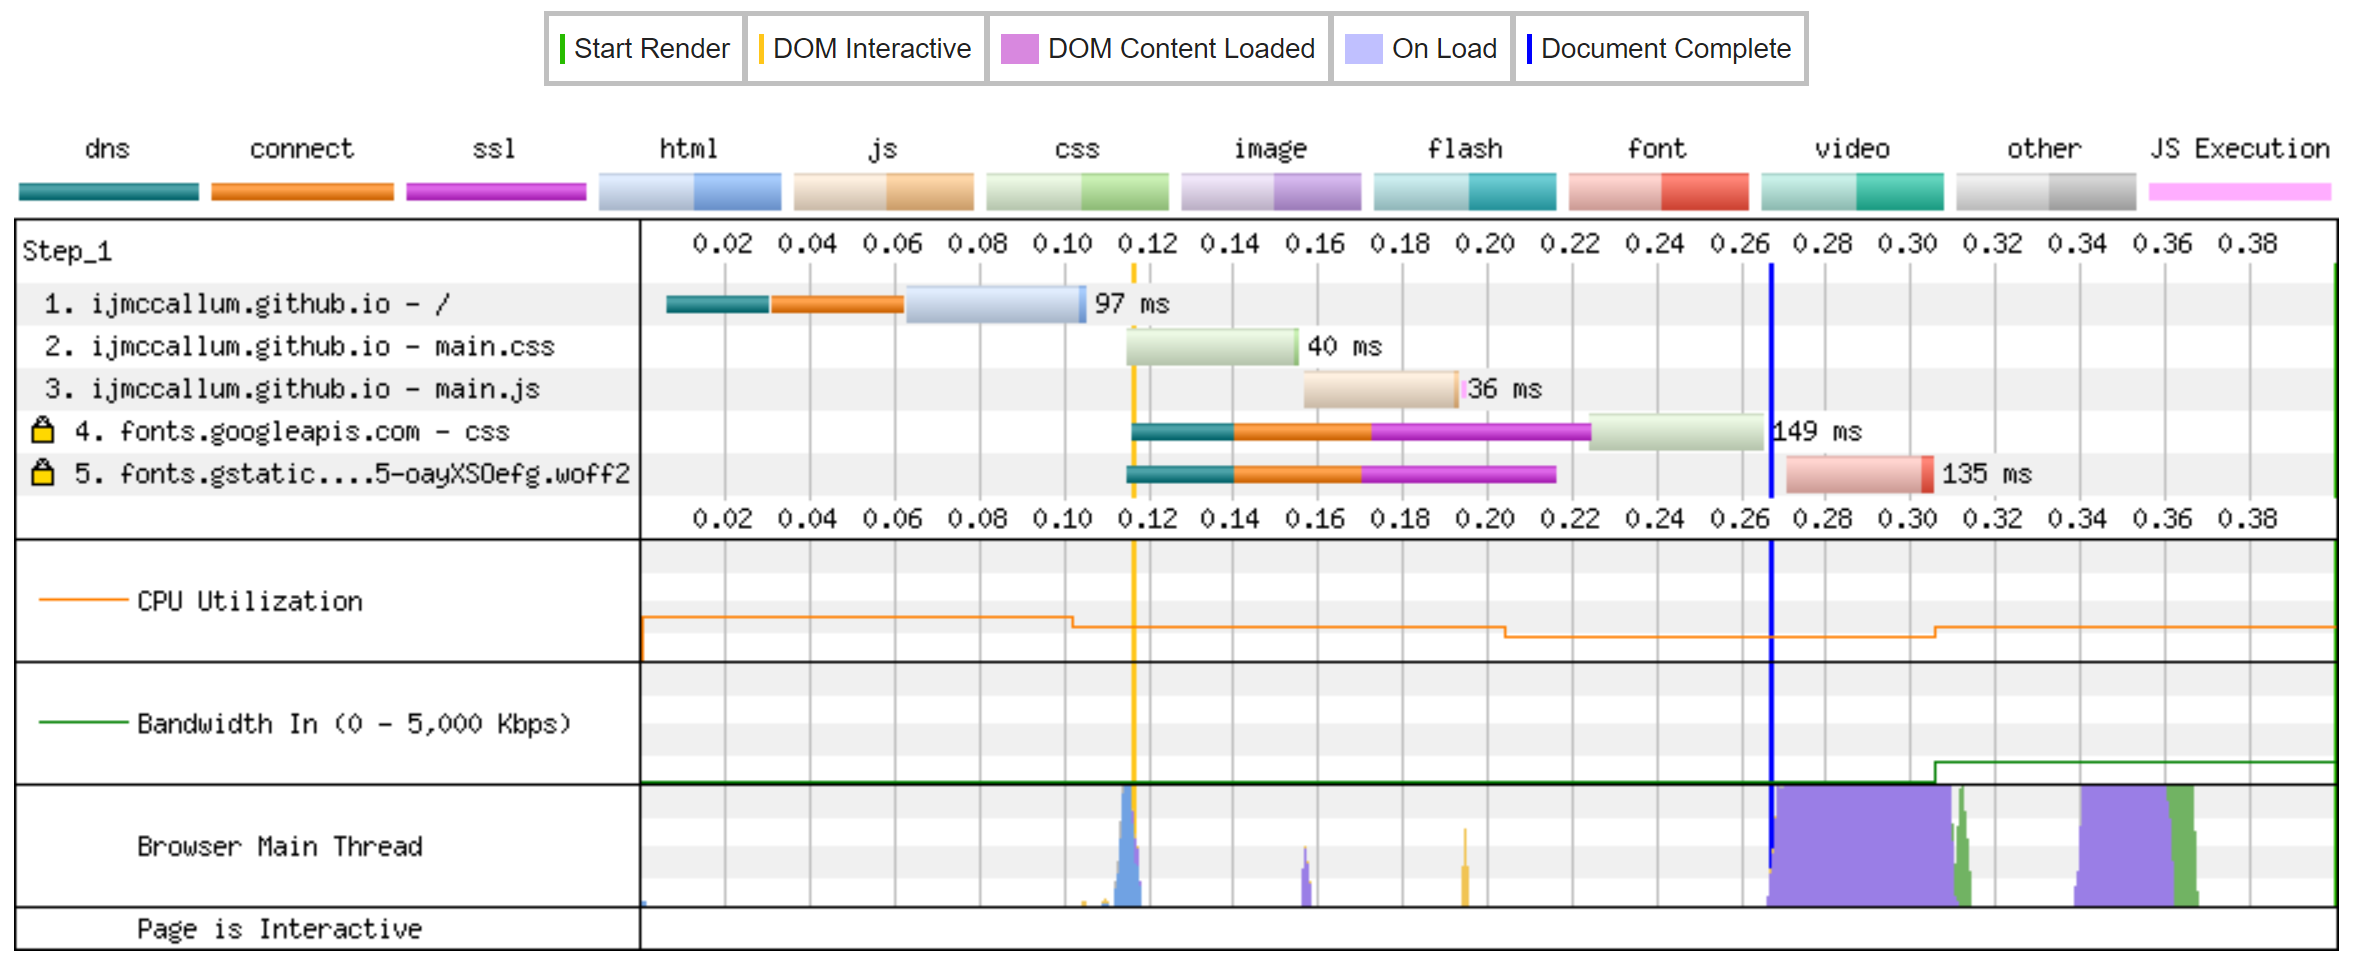 Start Render DOM Interactive DOM Content Loaded On Load Document Complete
dns connect ssl html js css image flash font video other JS Execution
Step_1 0.02 0.04 0.06 0.08 0.10 0.12 0.14 0.16 0.18 0.20 0.22 0.24 0.26 0.28 0.30 0.32 0.34 0.36 0.38
1. ijmccallum.github.io - / 97 ms
2. ijmccallum.github.io - main.css 40 ms
3. ijmccallum.github.io - main.js 36 ms
4. fonts.googleapis.com - css 149 ms
5. fonts.gstatic....5-oayXSOefg.woff2 135 ms
0.02 0.04 0.06 0.08 0.10 0.12 0.14 0.16 0.18 0.20 0.22 0.24 0.26 0.28 0.30 0.32 0.34 0.36 0.38
CPU Utilization
Bandwidth In (0 - 5,000 Kbps)
Browser Main Thread
Page is Interactive